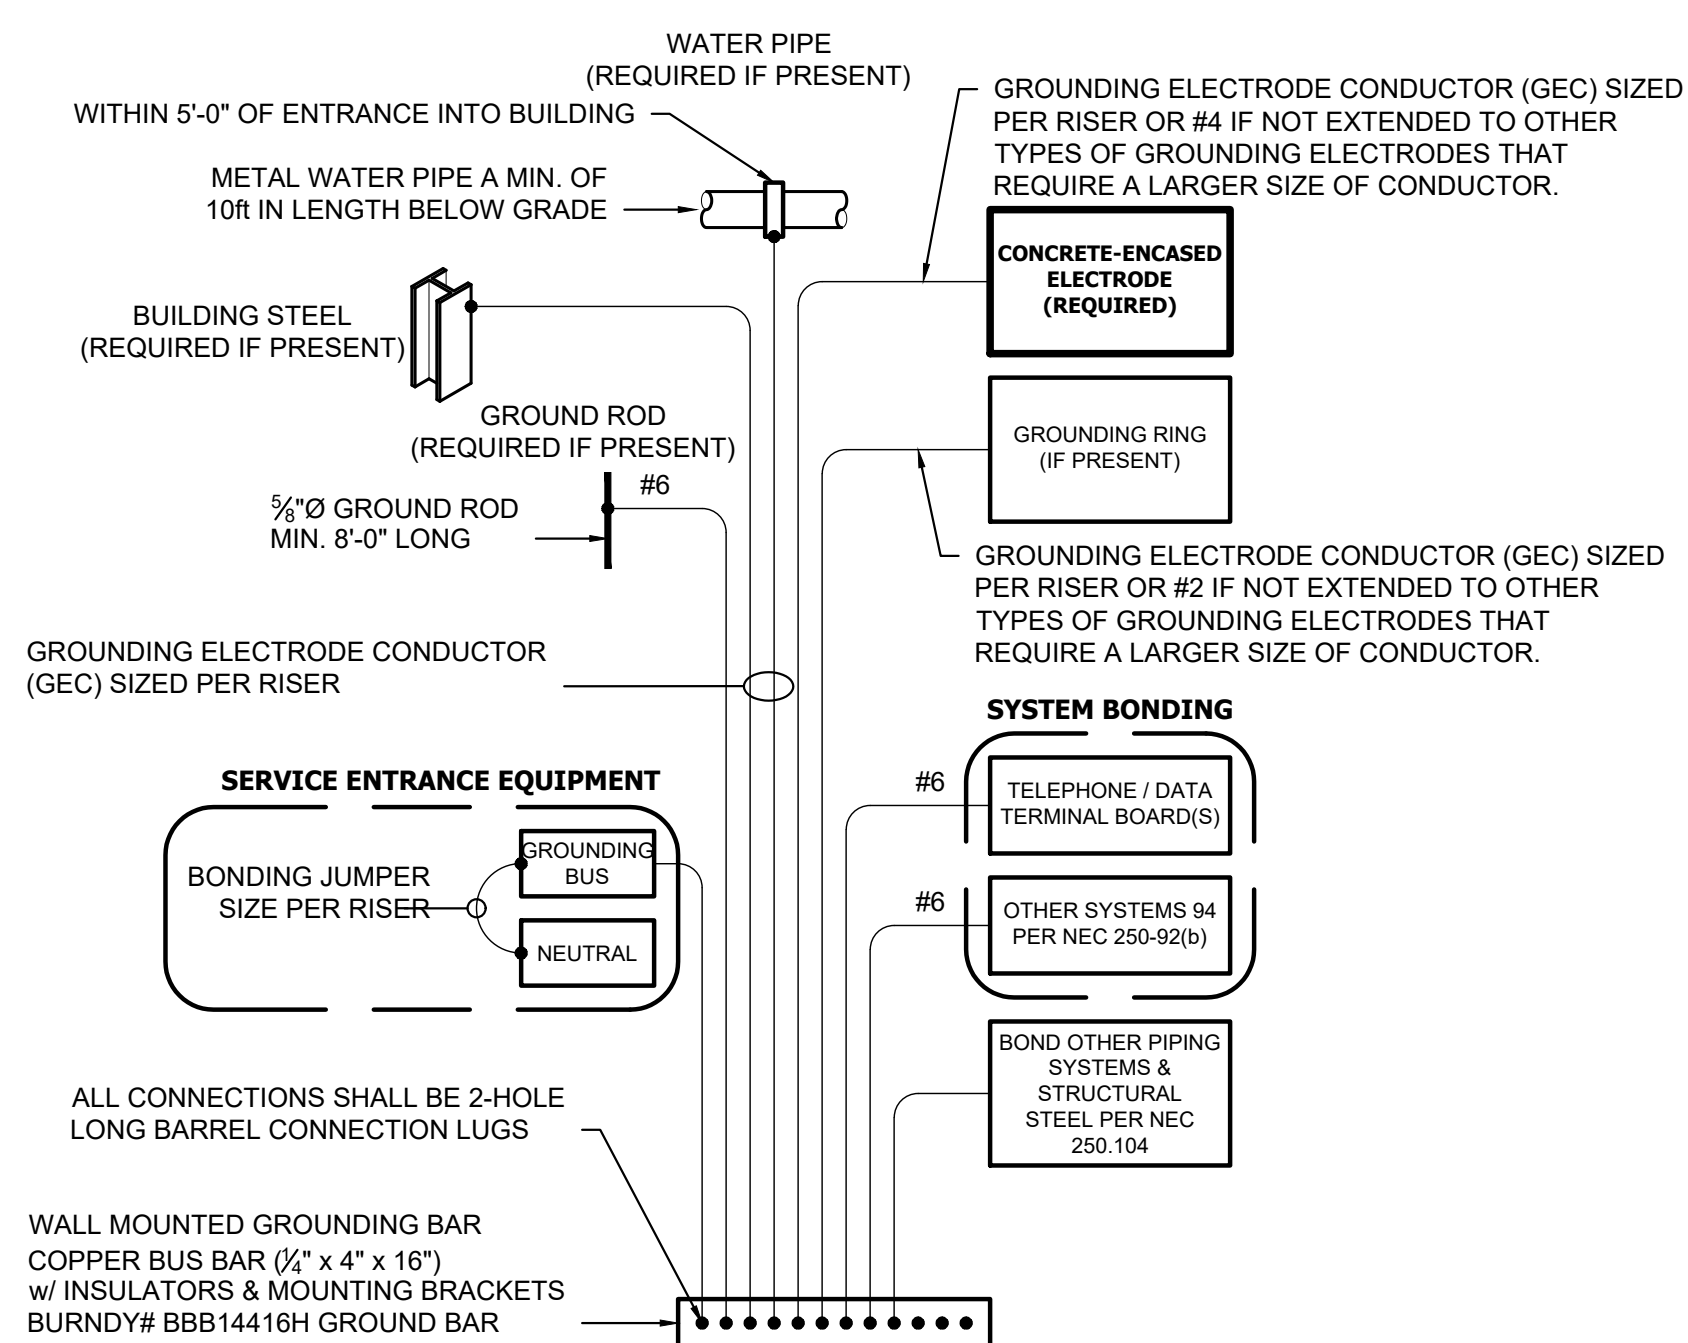 WATER PIPE
(REQUIRED IF PRESENT)
WITHIN 5'-0" OF ENTRANCE INTO BUILDING
METAL WATER PIPE A MIN. OF
10ft IN LENGTH BELOW GRADE
GROUNDING ELECTRODE CONDUCTOR (GEC) SIZED
PER RISER OR #4 IF NOT EXTENDED TO OTHER
TYPES OF GROUNDING ELECTRODES THAT
REQUIRE A LARGER SIZE OF CONDUCTOR.
CONCRETE-ENCASED
ELECTRODE
(REQUIRED)
BUILDING STEEL
(REQUIRED IF PRESENT)
GROUND ROD
(REQUIRED IF PRESENT)
#6
⅝"Ø GROUND ROD
MIN. 8'-0" LONG
GROUNDING RING
(IF PRESENT)
GROUNDING ELECTRODE CONDUCTOR (GEC) SIZED
PER RISER OR #2 IF NOT EXTENDED TO OTHER
TYPES OF GROUNDING ELECTRODES THAT
REQUIRE A LARGER SIZE OF CONDUCTOR.
GROUNDING ELECTRODE CONDUCTOR
(GEC) SIZED PER RISER
SYSTEM BONDING
#6
TELEPHONE / DATA
TERMINAL BOARD(S)
#6
OTHER SYSTEMS 94
PER NEC 250-92(b)
SERVICE ENTRANCE EQUIPMENT
GROUNDING
BUS
BONDING JUMPER
SIZE PER RISER
NEUTRAL
BOND OTHER PIPING
SYSTEMS &
STRUCTURAL
STEEL PER NEC
250.104
ALL CONNECTIONS SHALL BE 2-HOLE
LONG BARREL CONNECTION LUGS
WALL MOUNTED GROUNDING BAR
COPPER BUS BAR (¼" x 4" x 16")
w/ INSULATORS & MOUNTING BRACKETS
BURNDY# BBB14416H GROUND BAR